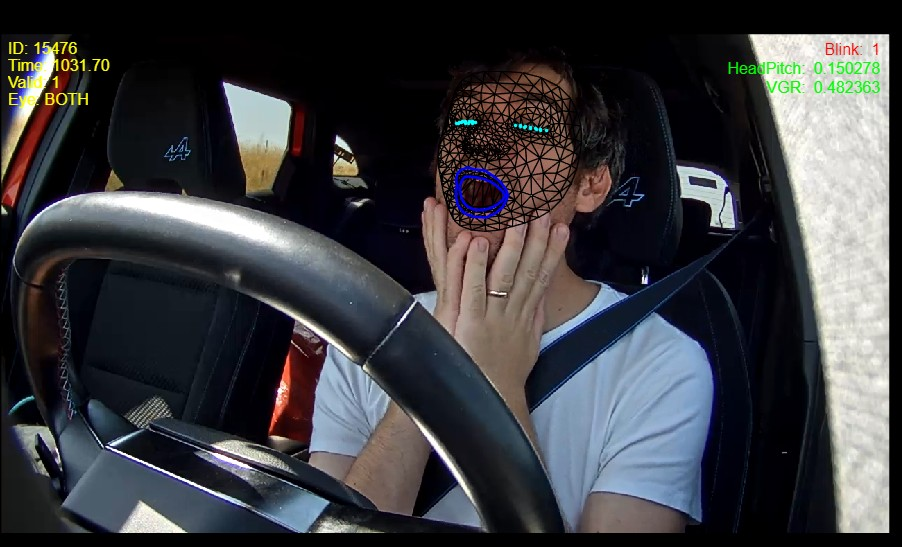 ID: 15476
Time: 1031.70
Valid: 1
Eye: BOTH
Blink: 1
HeadPitch: 0.150278
VGR: 0.482363